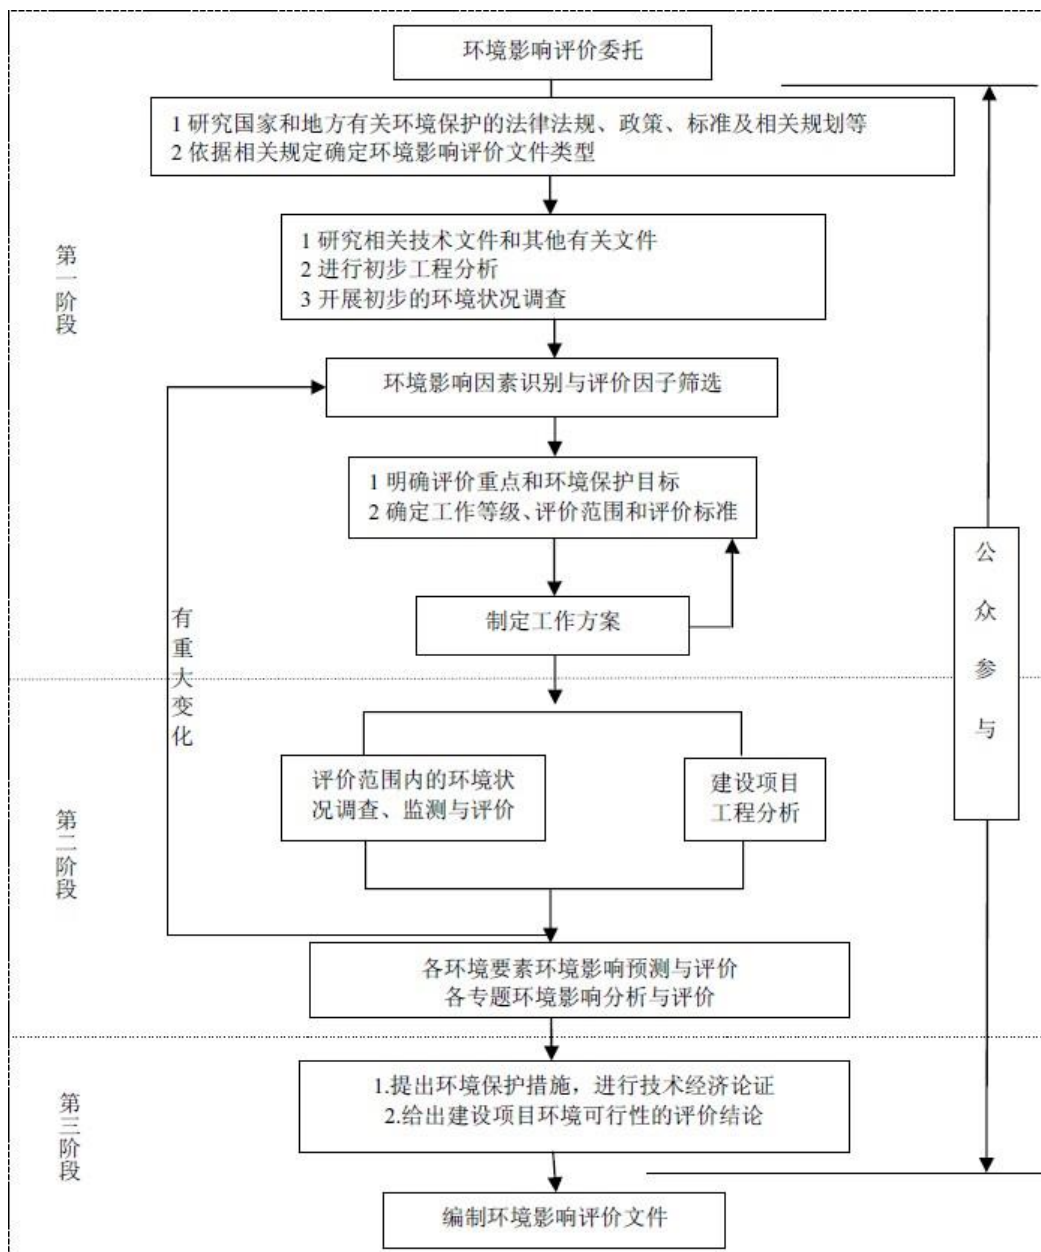 环境影响评价委托
1 研究国家和地方有关环境保护的法律法规、政策、标准及相关规划等
2 依据相关规定确定环境影响评价文件类型
第一阶段
1 研究相关技术文件和其他有关文件
2 进行初步工程分析
3 开展初步的环境状况调查
环境影响因素识别与评价因子筛选
1 明确评价重点和环境保护目标
2 确定工作等级、评价范围和评价标准
公众参与
制定工作方案
有重大变化
第二阶段
评价范围内的环境状
况调查、监测与评价
建设项目
工程分析
各环境要素环境影响预测与评价
各专题环境影响分析与评价
第三阶段
1.提出环境保护措施，进行技术经济论证
2.给出建设项目环境可行性的评价结论
编制环境影响评价文件